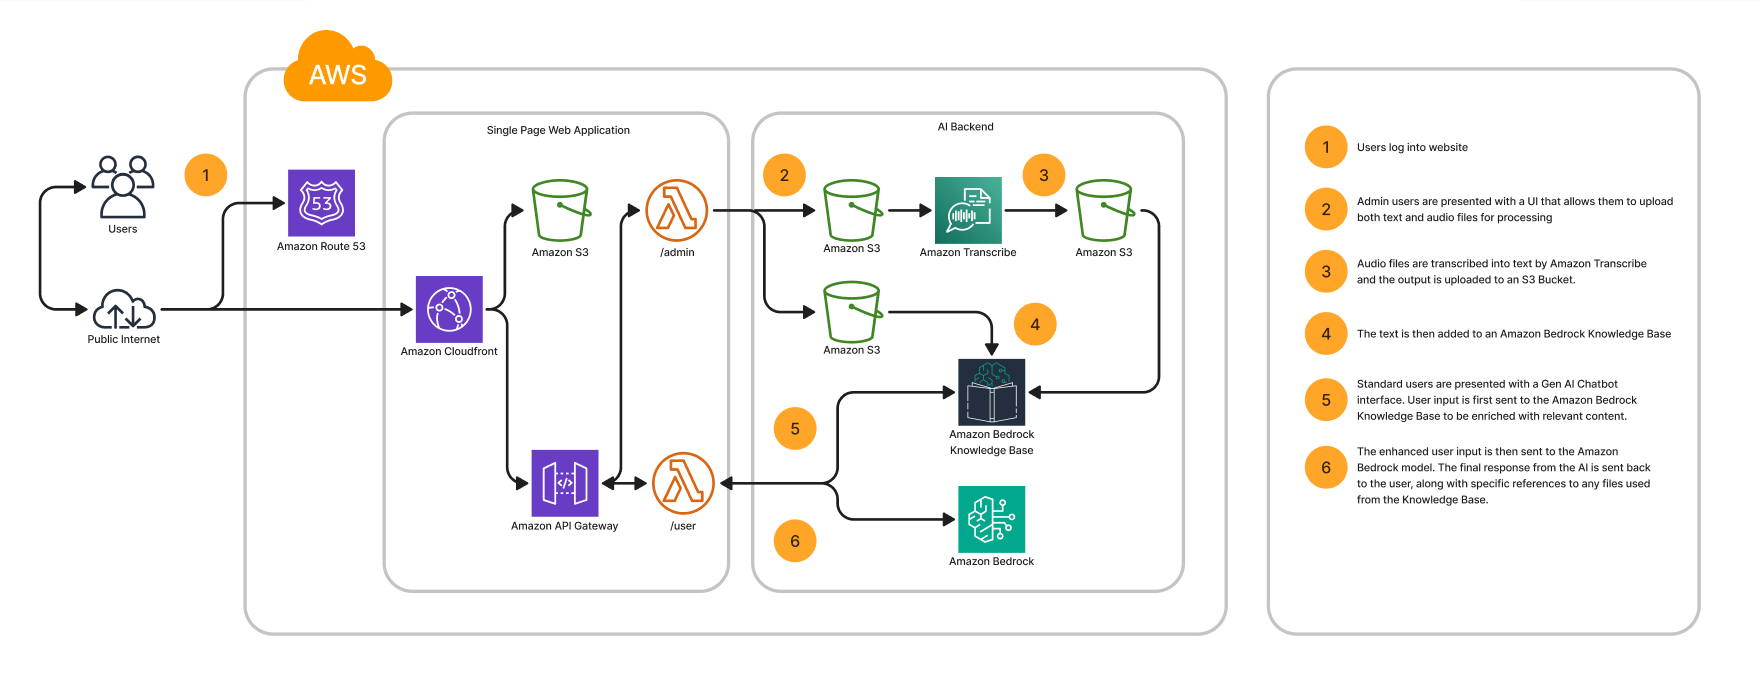 AWS
Single Page Web Application
AI Backend
1
2
3
53
Users
Amazon Route 53
Amazon S3
/admin
Amazon S3
Amazon Transcribe
Amazon S3
Public Internet
Amazon Cloudfront
Amazon S3
4
Amazon Bedrock
Knowledge Base
5
</>
Amazon API Gateway
/user
6
Amazon Bedrock
1
Users log into website
2
Admin users are presented with a UI that allows them to upload
both text and audio files for processing
3
Audio files are transcribed into text by Amazon Transcribe
and the output is uploaded to an S3 Bucket.
4
The text is then added to an Amazon Bedrock Knowledge Base
5
Standard users are presented with a Gen AI Chatbot
interface. User input is first sent to the Amazon Bedrock
Knowledge Base to be enriched with relevant content.
6
The enhanced user input is then sent to the Amazon
Bedrock model. The final response from the AI is sent back
to the user, along with specific references to any files used
from the Knowledge Base.